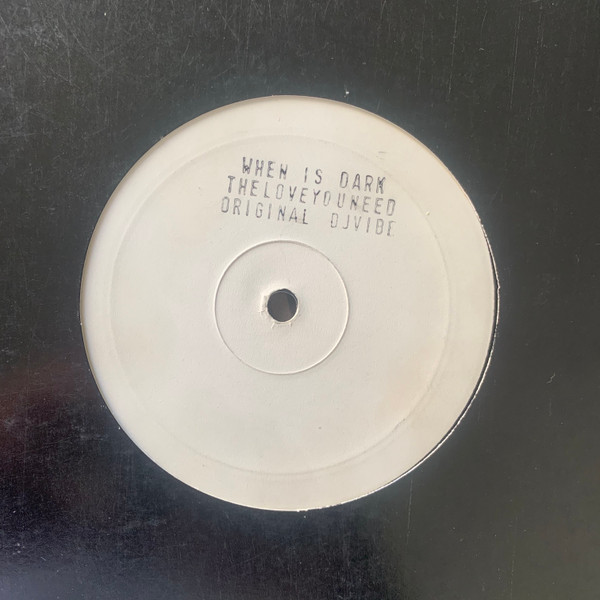 WHEN IS DARK
THELOVEYOUNEED
ORIGINAL DJVIBE